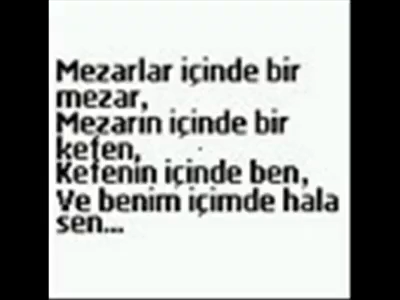 Mezarlar içinde bir
mezar,
Mezarın içinde bir
kefen,
Kefenin içinde ben,
Ve benim içimde hala
sen...